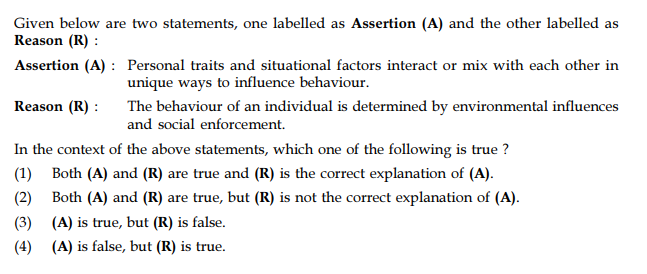 Given below are two statements, one labelled as Assertion (A) and the other labelled as
Reason (R) :
Assertion (A) : Personal traits and situational factors interact or mix with each other in
unique ways to influence behaviour.
Reason (R) : The behaviour of an individual is determined by environmental influences
and social enforcement.
In the context of the above statements, which one of the following is true ?
(1) Both (A) and (R) are true and (R) is the correct explanation of (A).
(2) Both (A) and (R) are true, but (R) is not the correct explanation of (A).
(3) (A) is true, but (R) is false.
(4) (A) is false, but (R) is true.